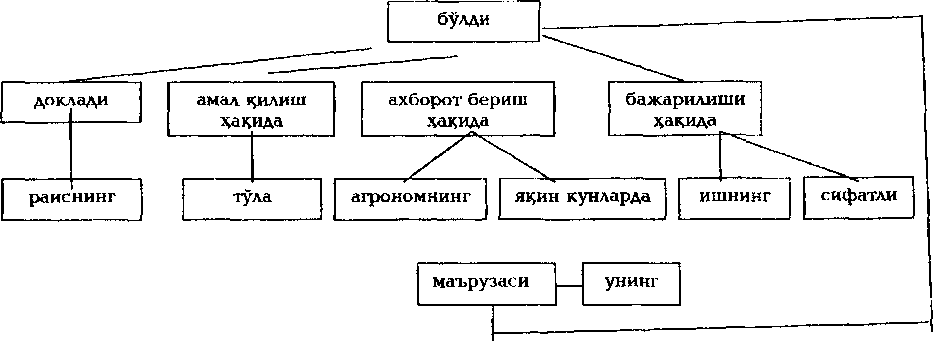 бўлди
доклади
амал қилиш
ҳақида
ахборот бериш
ҳақида
бажарилиши
ҳақида
раиснинг
тўла
агрономнинг
яқин кунларда
ишнинг
сифатли
маърузаси
унинг